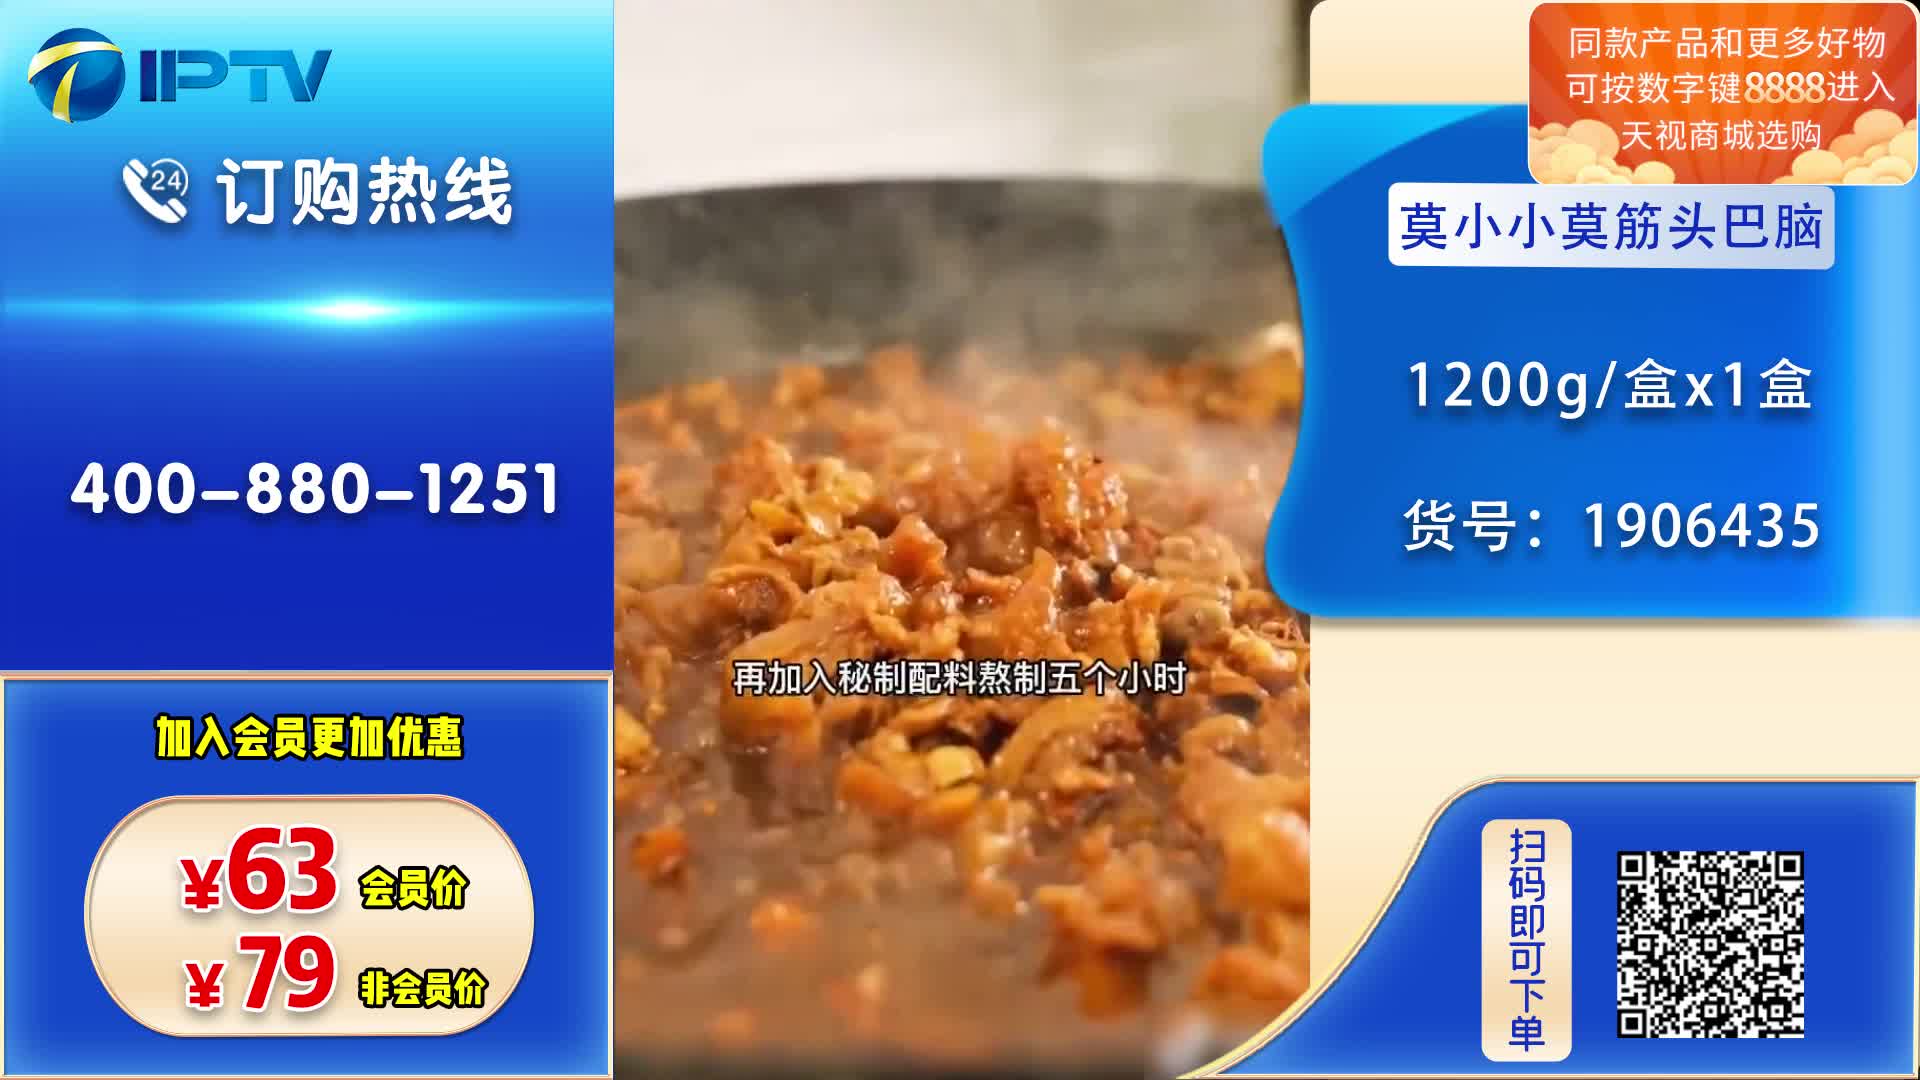 IPTV
24
订购热线
400-880-1251
加入会员更加优惠
¥63 会员价
¥79 非会员价
再加入秘制配料熬制五个小时
同款产品和更多好物
可按数字键8888进入
天视商城选购
莫小小莫筋头巴脑
1200g/盒x1盒
货号：1906435
扫码即可下单